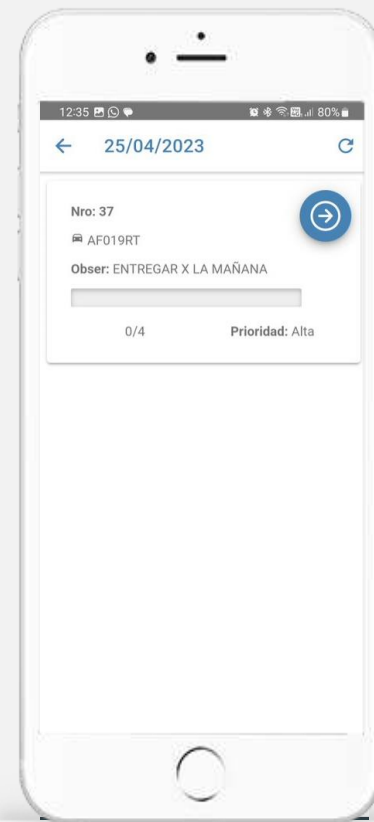 12:35 80%
25/04/2023
Nro: 37
AF019RT
Obser: ENTREGAR X LA MAÑANA
0/4 Prioridad: Alta